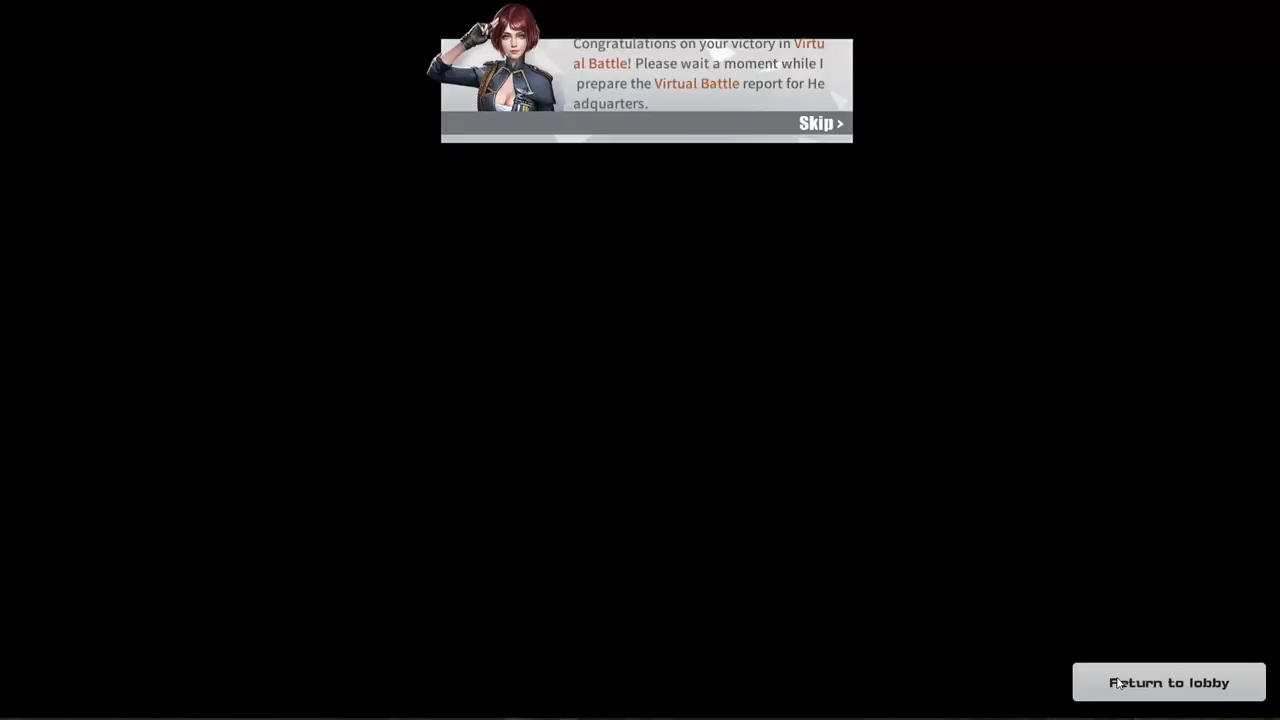 Congratulations on your victory in Virtu
al Battle! Please wait a moment while I
prepare the Virtual Battle report for He
adquarters.
Skip >
Return to lobby